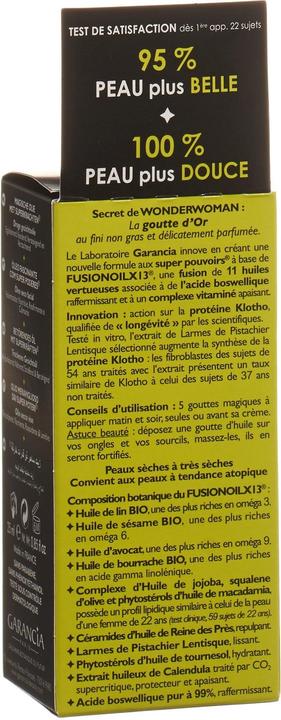 TEST DE SATISFACTION dès 1ère app. 22 sujets
95 %
PEAU plus BELLE
100 %
PEAU plus DOUCE
Secret de WONDERWOMAN :
La goutte d'Or
au fini non gras et délicatement parfumée.
Le Laboratoire Garancia innove en créant une
nouvelle formule aux super pouvoirs® à base de
FUSIONOILX13®, une fusion de 11 huiles
vertueuses associée à de l'acide boswellique
raffermissant et à un complexe vitaminé apaisant.
Innovation : action sur la protéine Klotho,
qualifiée de « longévité » par les scientifiques.
Testé in vitro, l'extrait de Larmes de Pistachier
Lentisque sélectionné augmente la synthèse de la
protéine Klotho : les fibroblastes des sujets de
54 ans traités avec l'extrait présentent un taux
similaire de Klotho à celui des sujets de 37 ans
non traités.
Conseils d'utilisation : 5 gouttes magiques à
appliquer matin et soir, seules ou avant sa crème.
Astuce beauté : déposez une goutte d'huile sur
vos ongles et vos sourcils, massez-les, ils en
seront fortifiés.
Peaux sèches à très sèches
Convient aux peaux à tendance atopique
Composition botanique du FUSIONOILX13® :
Huile de lin BIO, une des plus riches en oméga 3.
Huile de sésame BIO, une des plus riches
en oméga 6.
Huile d'avocat, une des plus riches en oméga 9.
Huile de bourrache BIO, une des plus riches
en acide gamma linolénique.
Complexe d'Huile de jojoba, squalene
d'olive et phytostérols d'huile de macadamia,
possède un profil lipidique similaire à celui de la peau
d'une femme de 22 ans (test clinique, 59 sujets de 22 ans).
Céramides d'huile de Reine des Prés, repulpant.
Larmes de Pistachier Lentisque, lissant.
Phytostérols d'huile de tournesol, hydratant.
Extrait huileux de Calendula traité par CO2
supercritique, protecteur et apaisant.
Acide boswellique pur à 99%, raffermissant.
GARANCIA